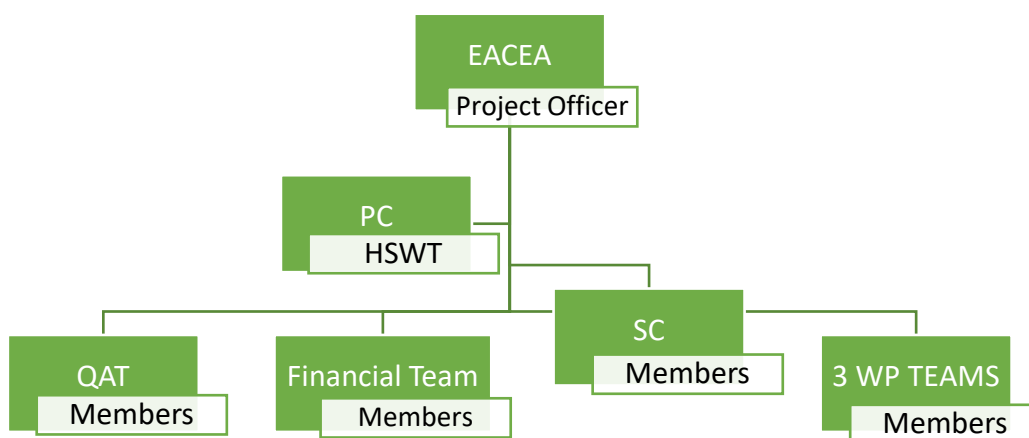 EACEA
Project Officer
PC
HSWT
SC
Members
QAT
Members
Financial Team
Members
3 WP TEAMS
Members